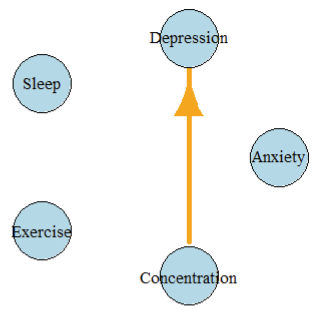 Depression
Sleep
Anxiety
Exercise
Concentration